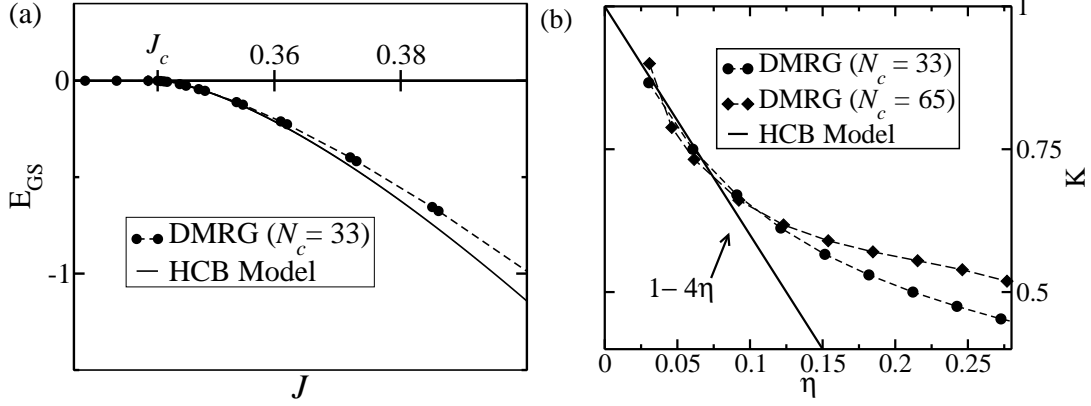 (a)
J_c 0.36 0.38
0
-1
E_GS
DMRG (N_c = 33)
HCB Model
J
(b)
1
0.75
0.5
K
DMRG (N_c = 33)
DMRG (N_c = 65)
HCB Model
1−4η
0 0.05 0.1 0.15 0.2 0.25
η